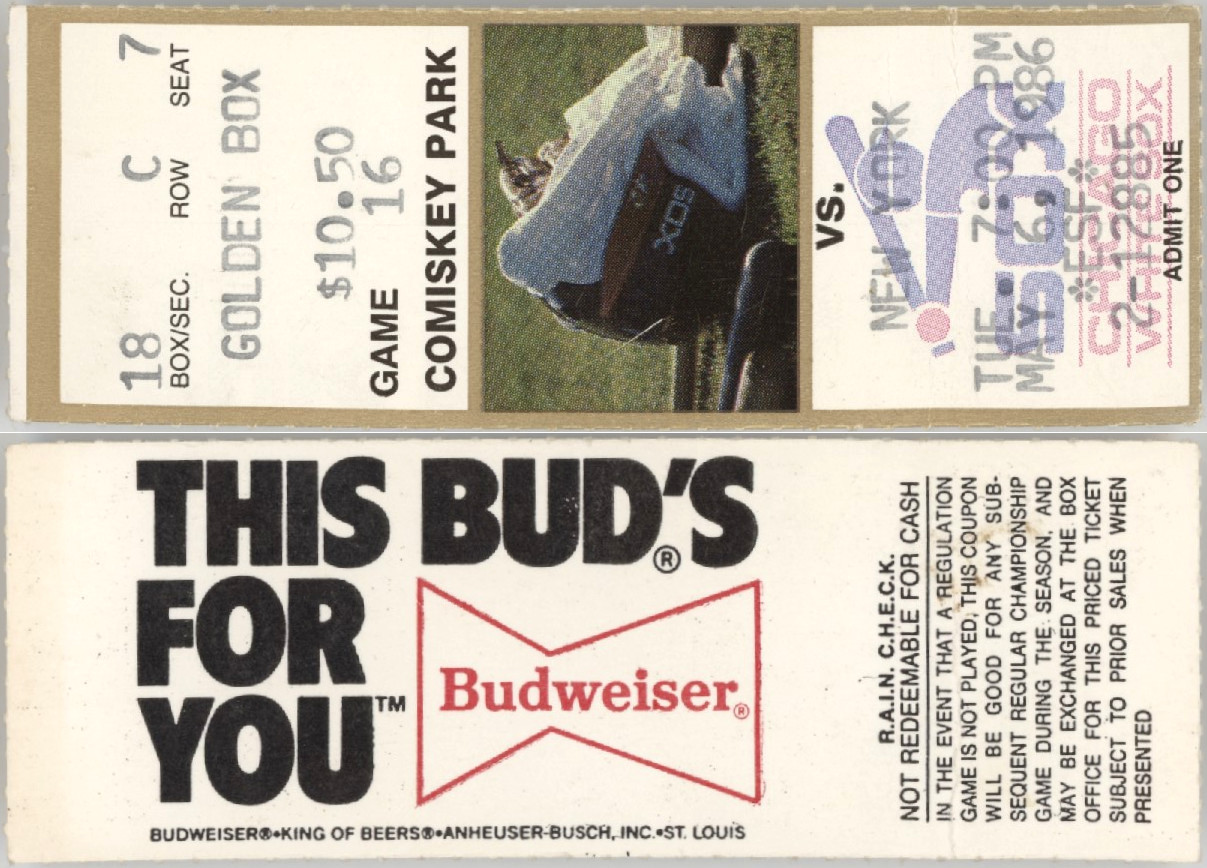 18 C 7
BOX/SEC. ROW SEAT
GOLDEN BOX
$10.50
GAME 16
COMISKEY PARK
SOX
VS.
NEW YORK
TUE. 7:00 PM
MAY 6, 1986
SOX
*ESF*
CHICAGO
2-12885
WHITE SOX
ADMIT ONE
THIS BUD'S
FOR
YOU™
Budweiser®
BUDWEISER®•KING OF BEERS®•ANHEUSER-BUSCH, INC.•ST. LOUIS
R.A.I.N. C.H.E.C.K.
NOT REDEEMABLE FOR CASH
IN THE EVENT THAT A REGULATION
GAME IS NOT PLAYED, THIS COUPON
WILL BE GOOD FOR ANY SUB-
SEQUENT REGULAR CHAMPIONSHIP
GAME DURING THE SEASON, AND
MAY BE EXCHANGED AT THE BOX
OFFICE FOR THIS PRICED TICKET
SUBJECT TO PRIOR SALES WHEN
PRESENTED